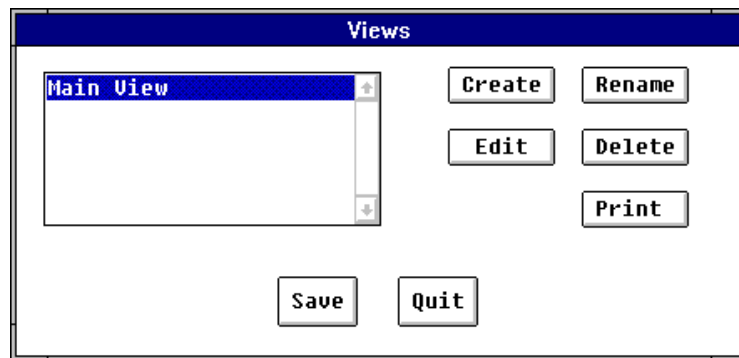 Views
Main View
Create Rename
Edit Delete
Print
Save Quit